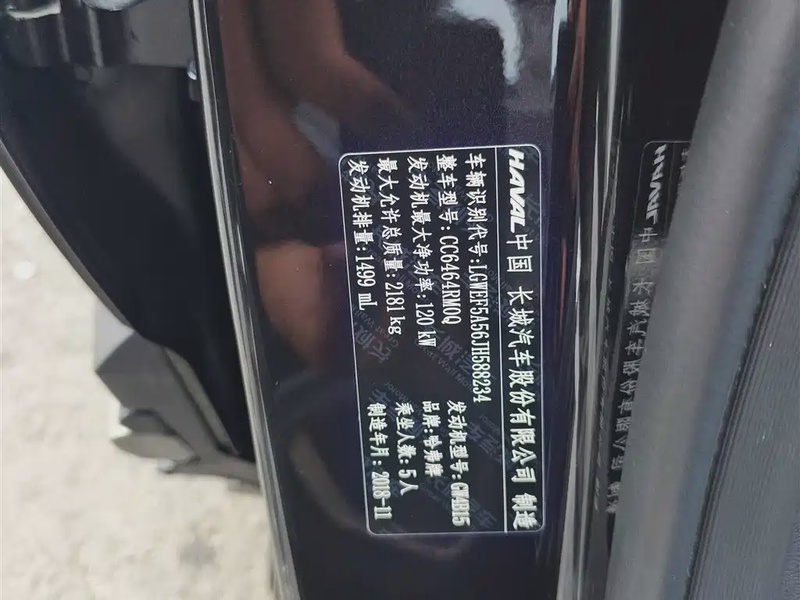 HAVAL 中国 长城汽车股份有限公司 制造
车辆识别代号:LGWEF5A56JH588234
整车型号:CC6464RM0Q 发动机型号:GW4B15
发动机最大净功率:120 kW 品牌:哈弗牌
最大允许总质量:2181 kg 乘坐人数:5人
发动机排量:1499 mL 制造年月:2018-11